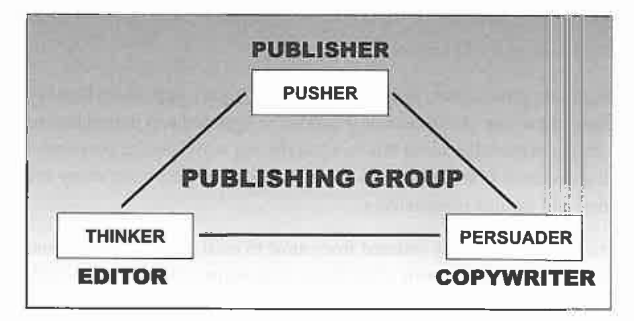 PUBLISHER
PUSHER
PUBLISHING GROUP
THINKER
PERSUADER
EDITOR
COPYWRITER